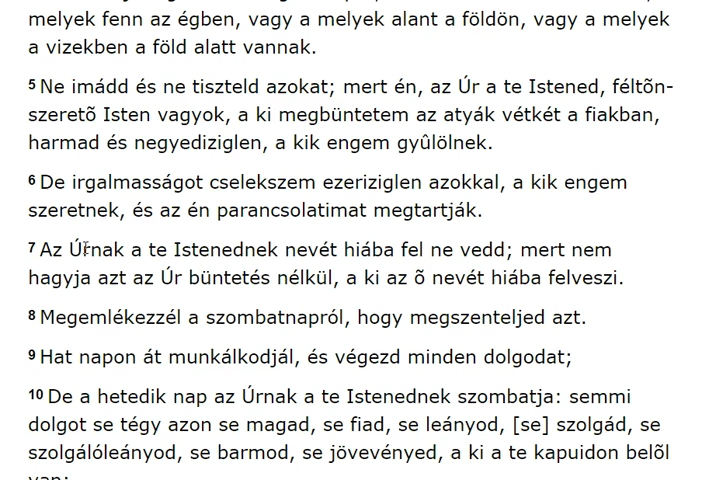 melyek fenn az égben, vagy a melyek alant a földön, vagy a melyek
a vizekben a föld alatt vannak.
5 Ne imádd és ne tiszteld azokat; mert én, az Úr a te Istened, féltõn-
szeretõ Isten vagyok, a ki megbüntetem az atyák vétkét a fiakban,
harmad és negyediziglen, a kik engem gyûlölnek.
6 De irgalmasságot cselekszem ezeriziglen azokkal, a kik engem
szeretnek, és az én parancsolatimat megtartják.
7 Az Úrnak a te Istenednek nevét hiába fel ne vedd; mert nem
hagyja azt az Úr büntetés nélkül, a ki az õ nevét hiába felveszi.
8 Megemlékezzél a szombatnapról, hogy megszenteljed azt.
9 Hat napon át munkálkodjál, és végezd minden dolgodat;
10 De a hetedik nap az Úrnak a te Istenednek szombatja: semmi
dolgot se tégy azon se magad, se fiad, se leányod, [se] szolgád, se
szolgálóleányod, se barmod, se jövevényed, a ki a te kapuidon belõl
van;